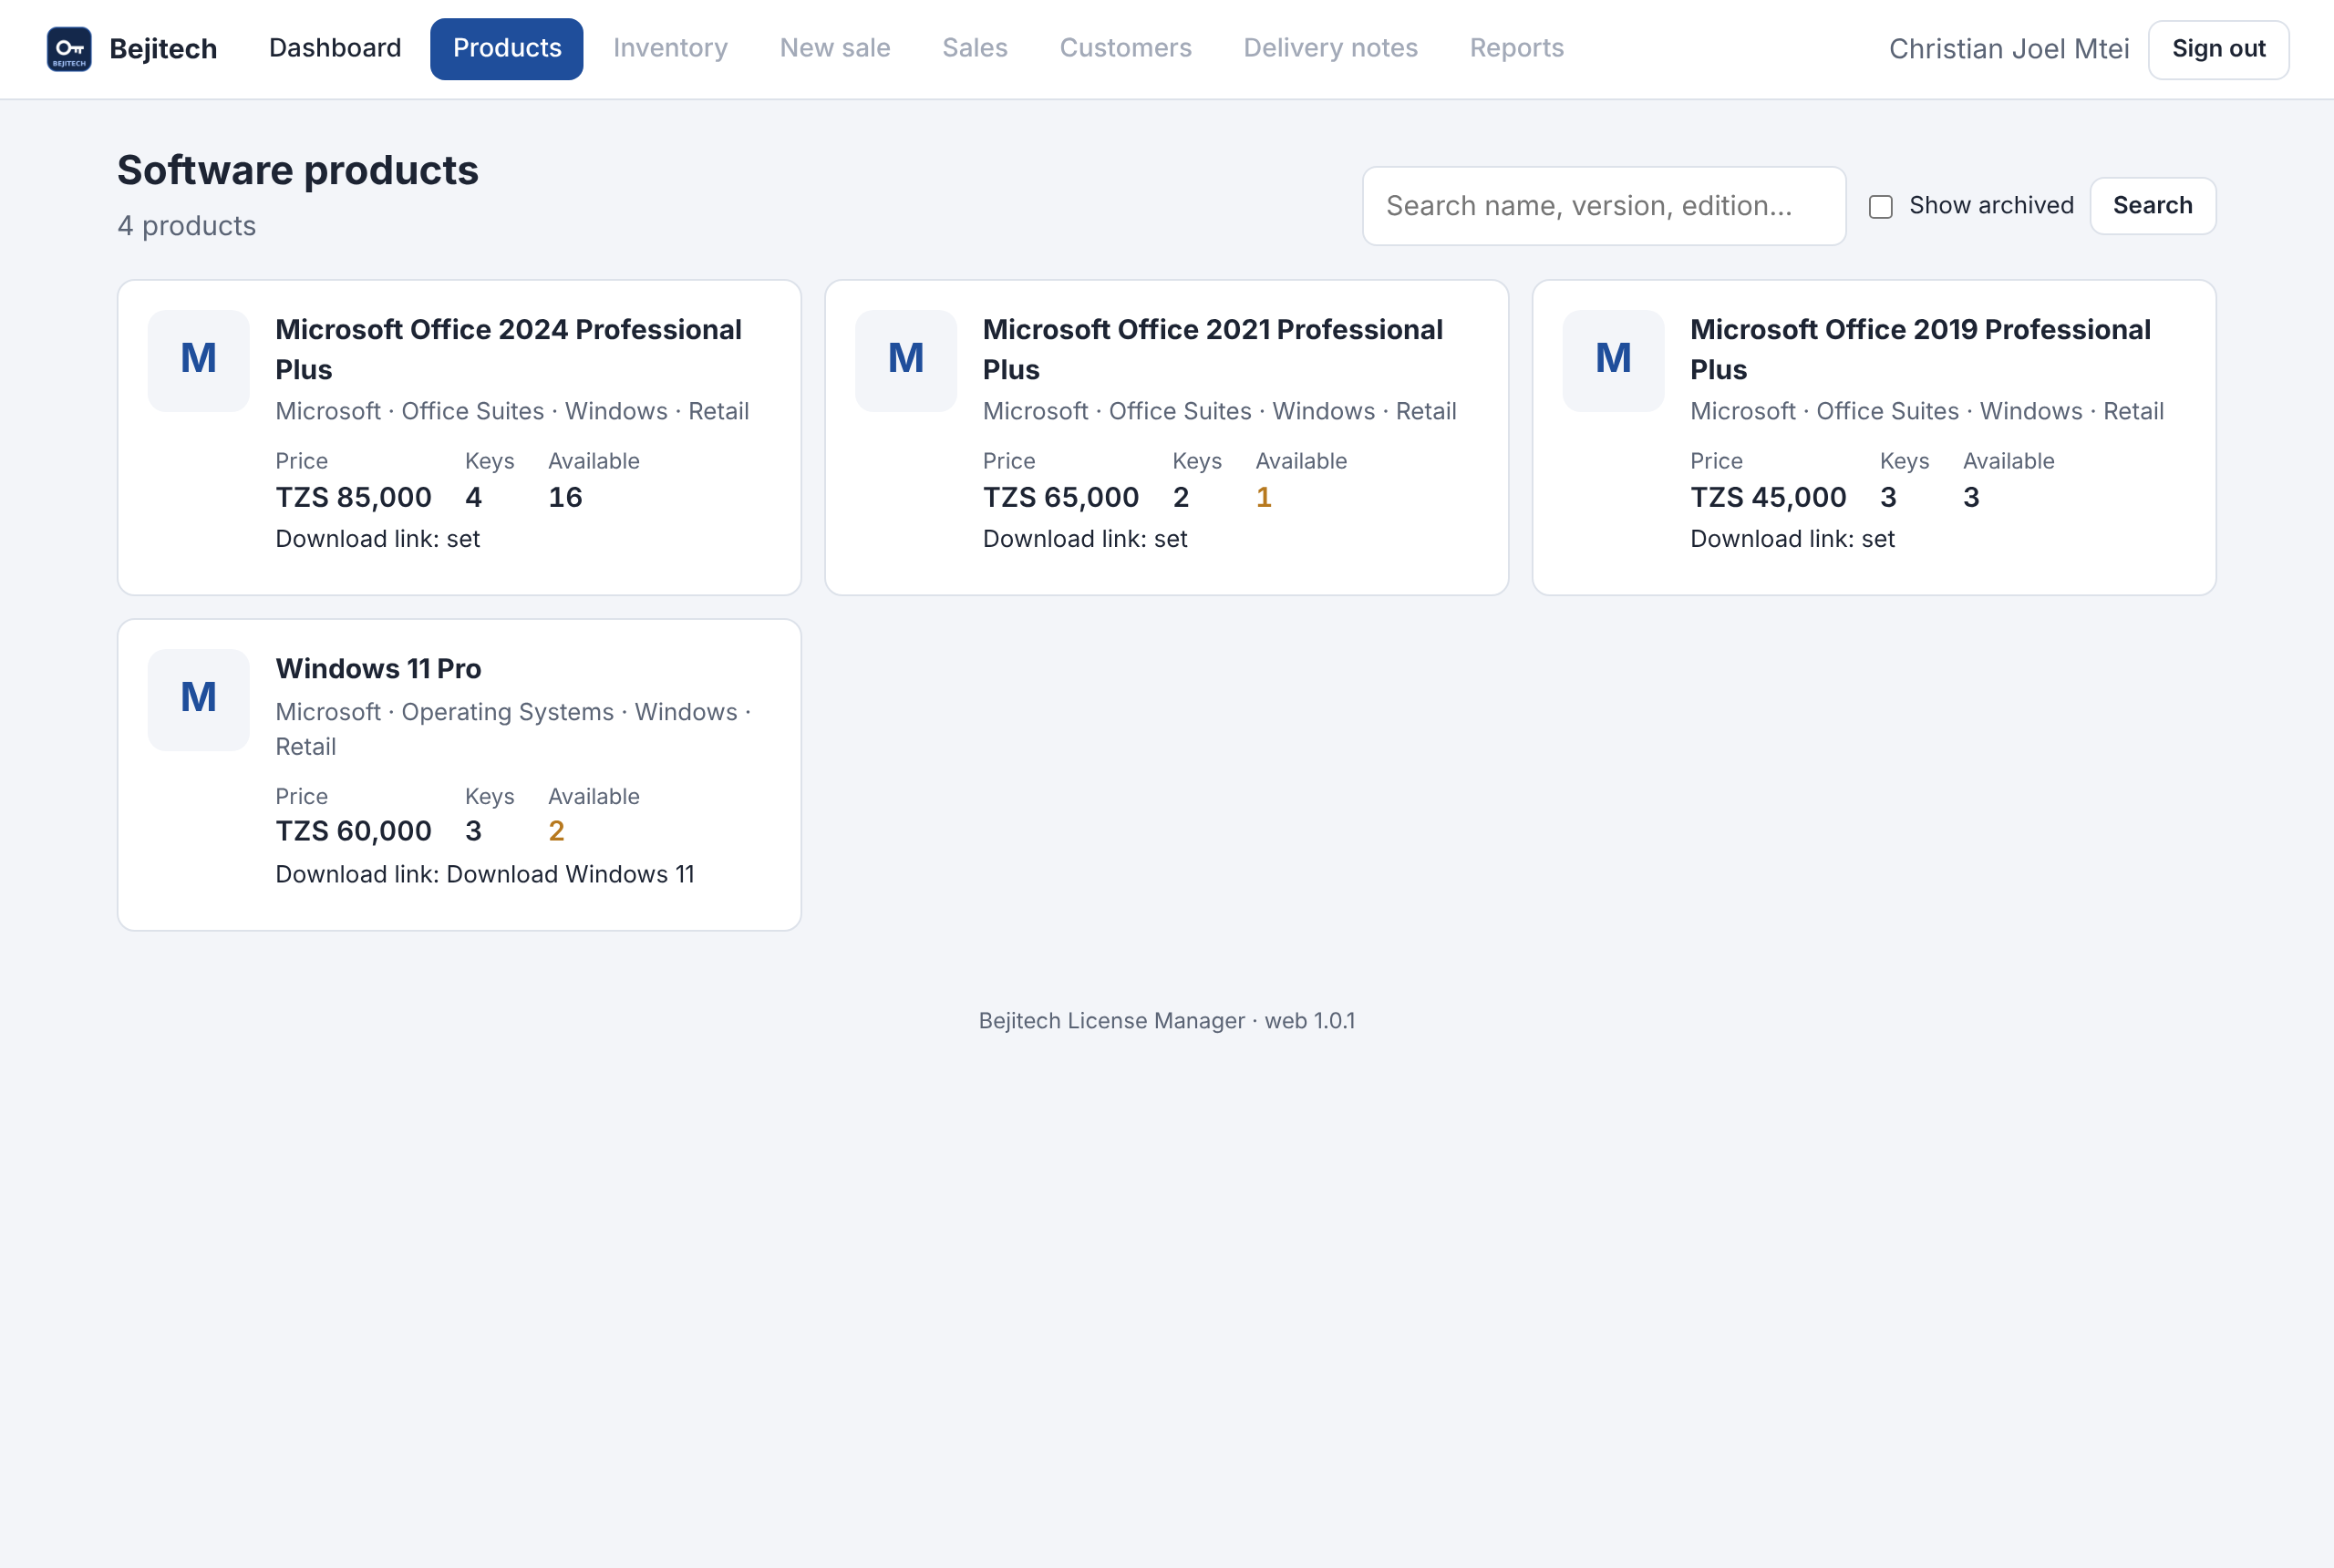 BEJITECH
Bejitech
Dashboard
Products
Inventory
New sale
Sales
Customers
Delivery notes
Reports
Christian Joel Mtei
Sign out
Software products
4 products
Search name, version, edition...
Show archived
Search
M
Microsoft Office 2024 Professional
Plus
Microsoft · Office Suites · Windows · Retail
Price Keys Available
TZS 85,000 4 16
Download link: set
M
Microsoft Office 2021 Professional
Plus
Microsoft · Office Suites · Windows · Retail
Price Keys Available
TZS 65,000 2 1
Download link: set
M
Microsoft Office 2019 Professional
Plus
Microsoft · Office Suites · Windows · Retail
Price Keys Available
TZS 45,000 3 3
Download link: set
M
Windows 11 Pro
Microsoft · Operating Systems · Windows ·
Retail
Price Keys Available
TZS 60,000 3 2
Download link: Download Windows 11
Bejitech License Manager · web 1.0.1